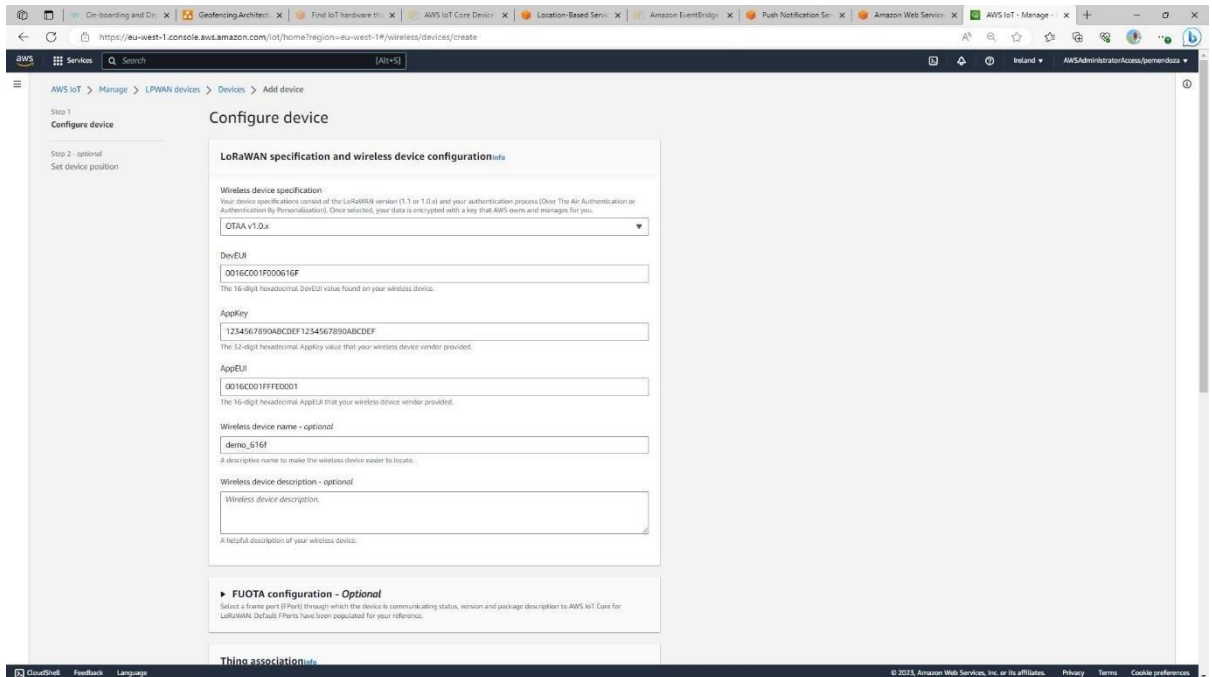 On-boarding and Dep
Geofencing.Architect
Find IoT hardware th
AWS IoT Core Device
Location-Based Servic
Amazon EventBridge
Push Notification Ser
Amazon Web Service
AWS IoT - Manage -
https://eu-west-1.console.aws.amazon.com/iot/home?region=eu-west-1#/wireless/devices/create
aws
Services
Search
[Alt+S]
Ireland
AWSAdministratorAccess/pemendoza
AWS IoT > Manage > LPWAN devices > Devices > Add device
Step 1
Configure device
Step 2 - optional
Set device position
Configure device
LoRaWAN specification and wireless device configuration Info
Wireless device specification
Your device specifications consist of the LoRaWAN version (1.1 or 1.0.x) and your authentication process (Over The Air Authentication or
Authentication By Personalization). Once selected, your data is encrypted with a key that AWS owns and manages for you.
OTAA v1.0.x
DevEUI
0016C001F000616F
The 16-digit hexadecimal DevEUI value found on your wireless device.
AppKey
1234567890ABCDEF1234567890ABCDEF
The 32-digit hexadecimal AppKey value that your wireless device vendor provided.
AppEUI
0016C001FFFE0001
The 16-digit hexadecimal AppEUI that your wireless device vendor provided.
Wireless device name - optional
demo_616f
A descriptive name to make the wireless device easier to locate.
Wireless device description - optional
Wireless device description.
A helpful description of your wireless device.
FUOTA configuration - Optional
Select a frame port (FPort) through which the device is communicating status, version and package description to AWS IoT Core for
LoRaWAN. Default FPorts have been populated for your reference.
Thing association Info
CloudShell
Feedback
Language
© 2023, Amazon Web Services, Inc. or its affiliates.
Privacy
Terms
Cookie preferences